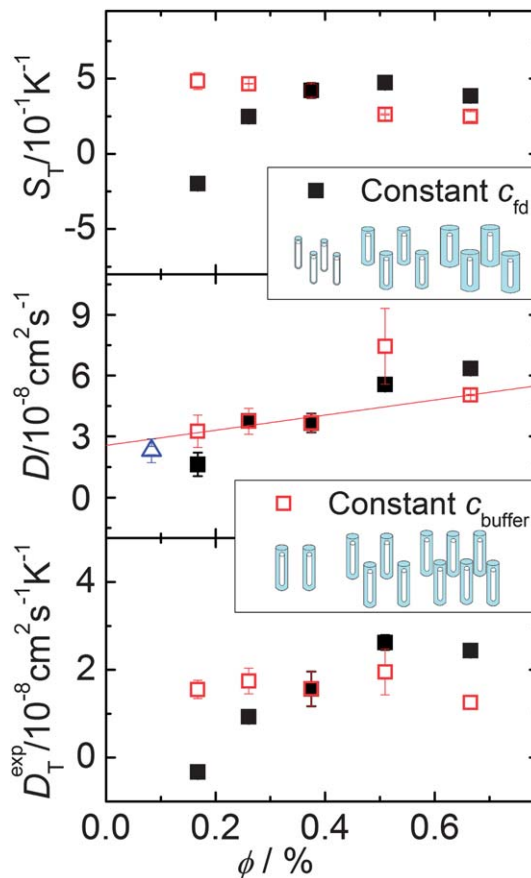 S_T/10^-1K^-1
5
0
-5
Constant c_fd
D/10^-8cm^2s^-1
9
6
3
0
Constant c_buffer
D_T^exp/10^-8cm^2s^-1K^-1
4
2
0
0.0 0.2 0.4 0.6
ϕ / %